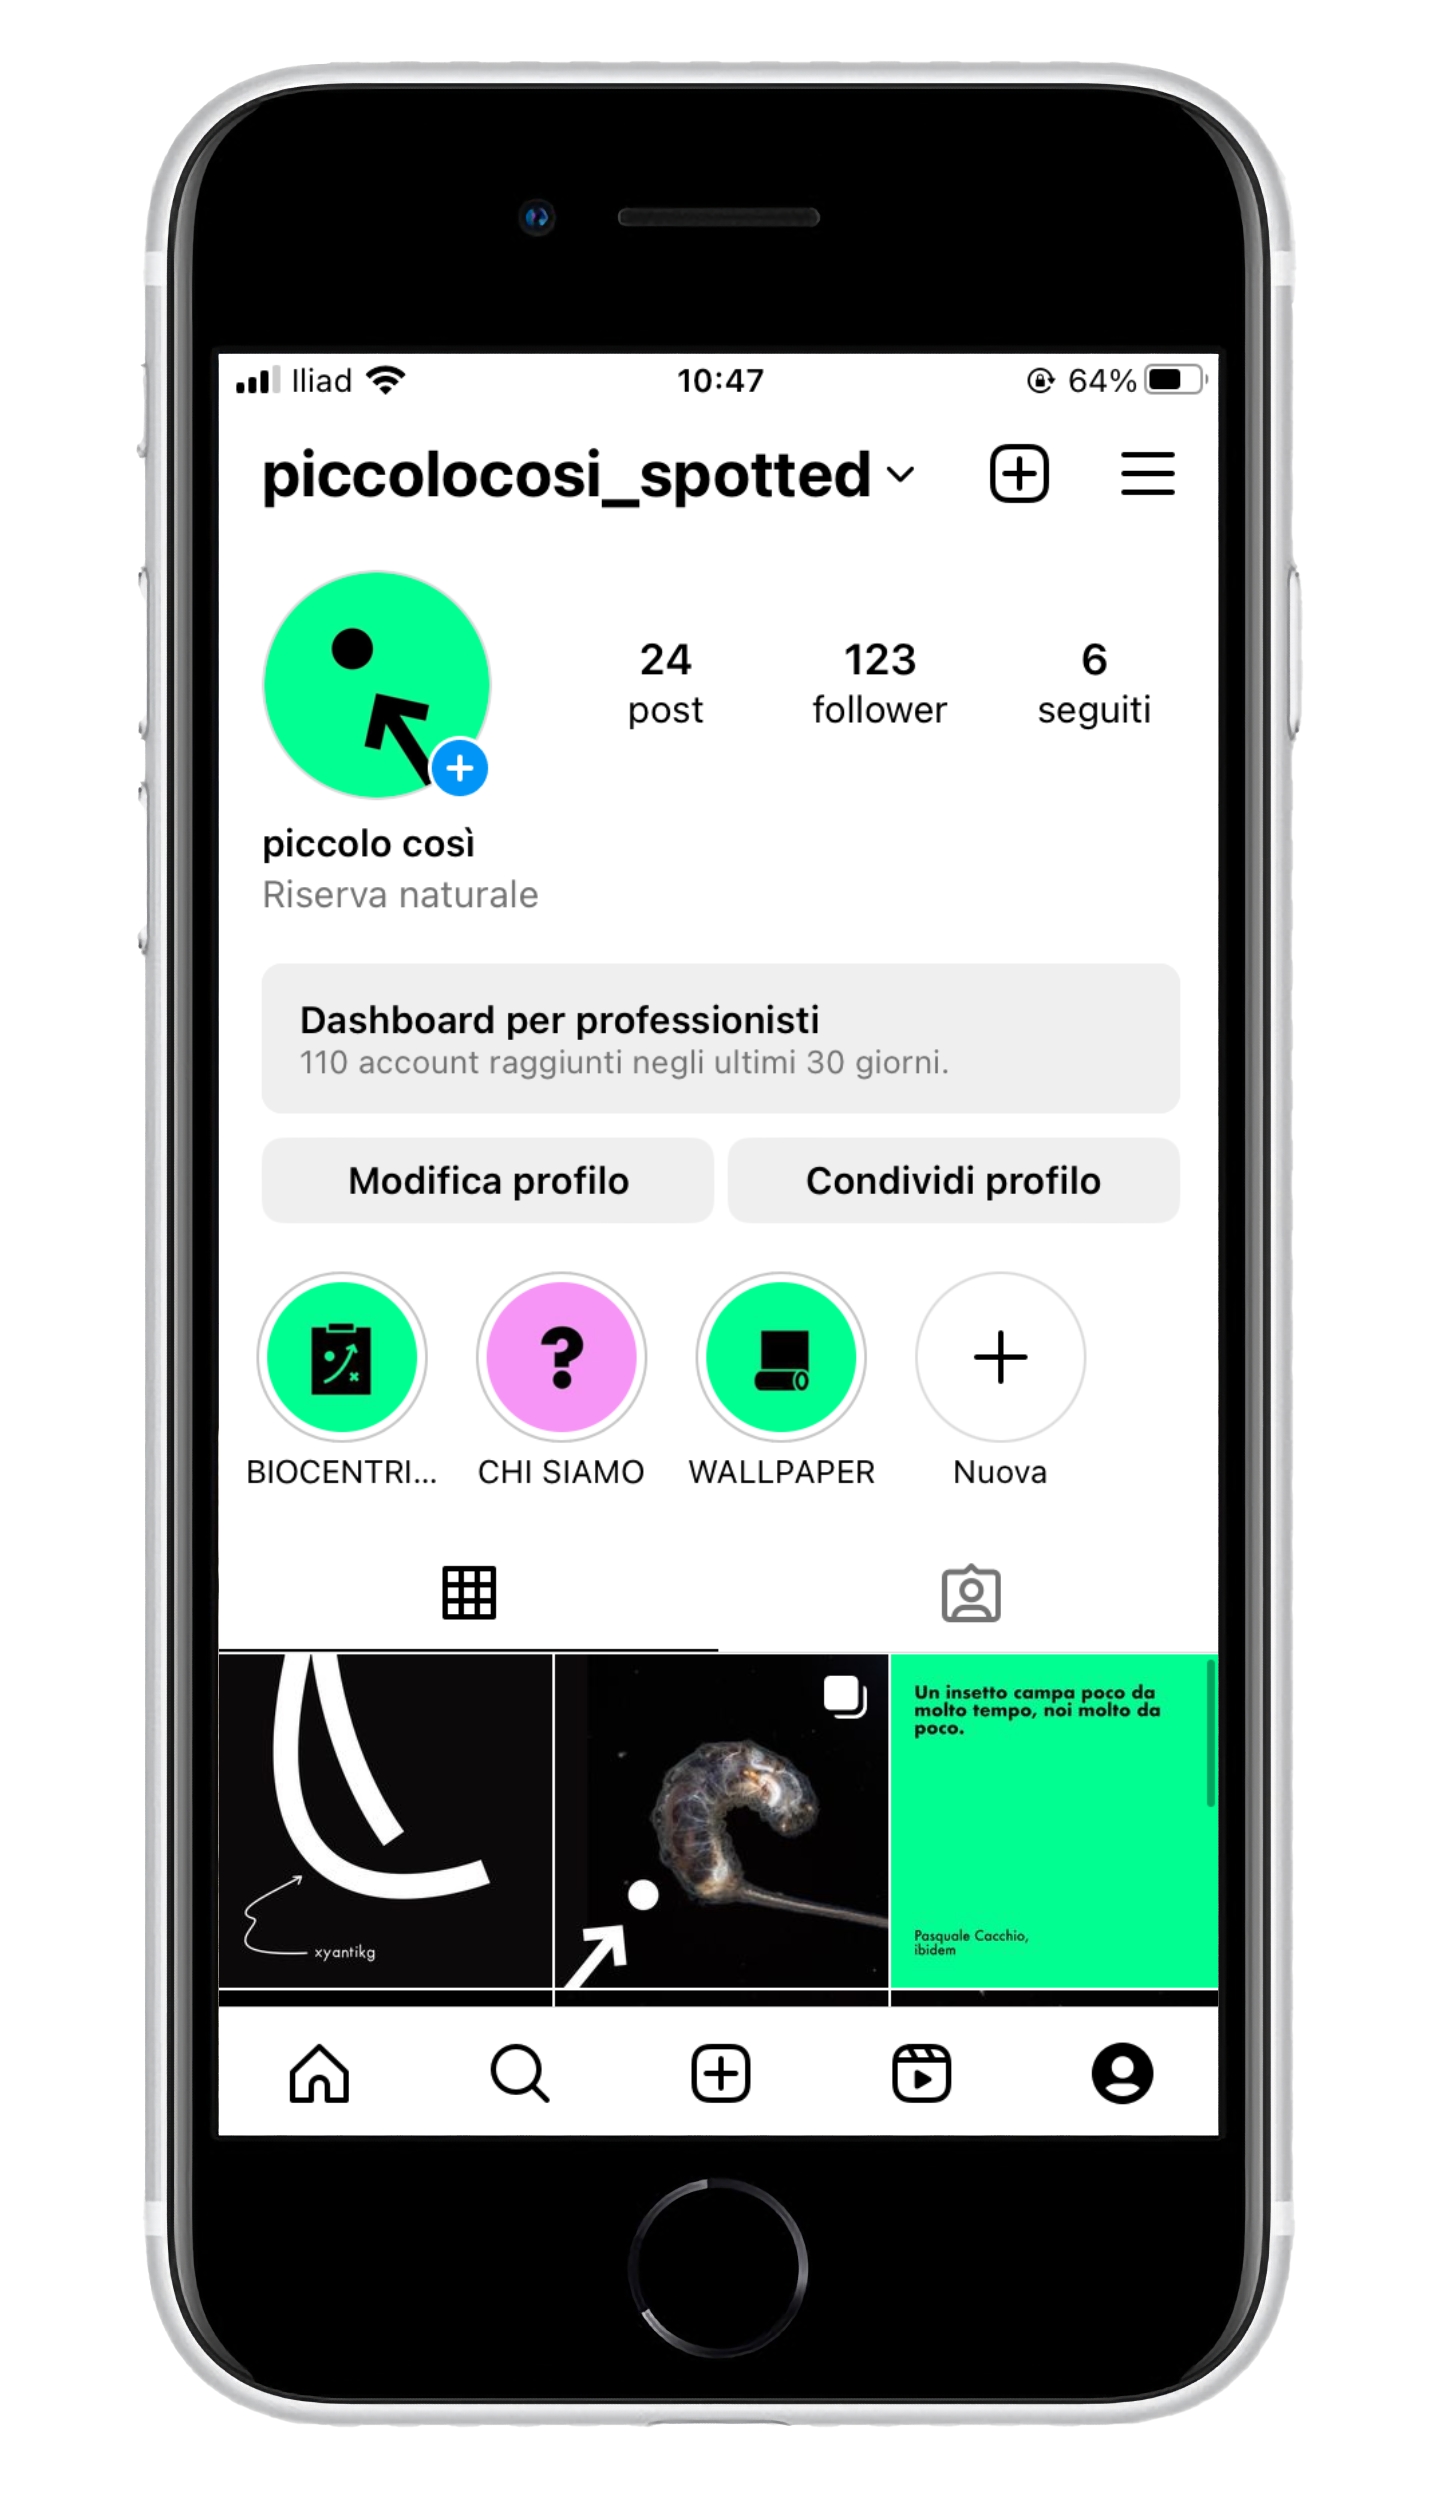 Iliad 10:47 64%
piccolocosi_spotted
24 123 6
post follower seguiti
piccolo così
Riserva naturale
Dashboard per professionisti
110 account raggiunti negli ultimi 30 giorni.
Modifica profilo Condividi profilo
?
BIOCENTRI... CHI SIAMO WALLPAPER Nuova
Un insetto campa poco da
molto tempo, noi molto da
poco.
xyantikg
Pasquale Cacchio,
ibidem